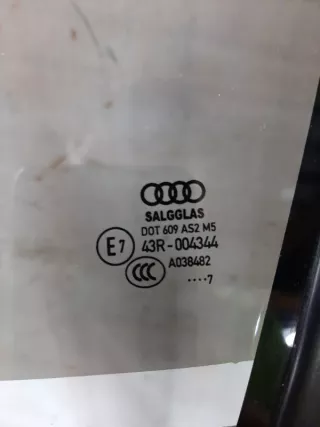 SALGGLAS
DOT 609 AS2 M5
E7 43R-004344
CCC A038482
....7